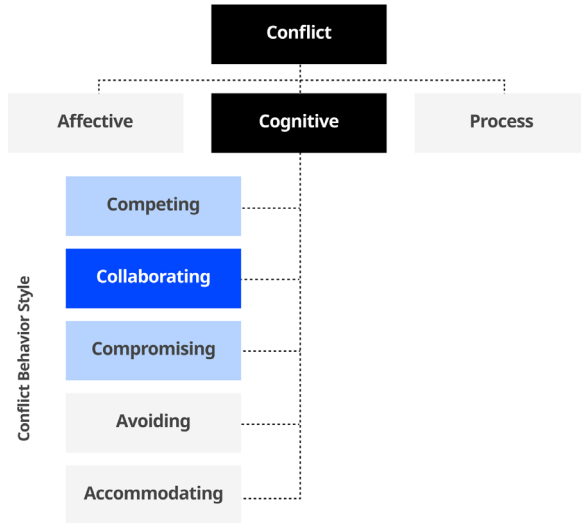 Conflict
Affective
Cognitive
Process
Conflict Behavior Style
Competing
Collaborating
Compromising
Avoiding
Accommodating